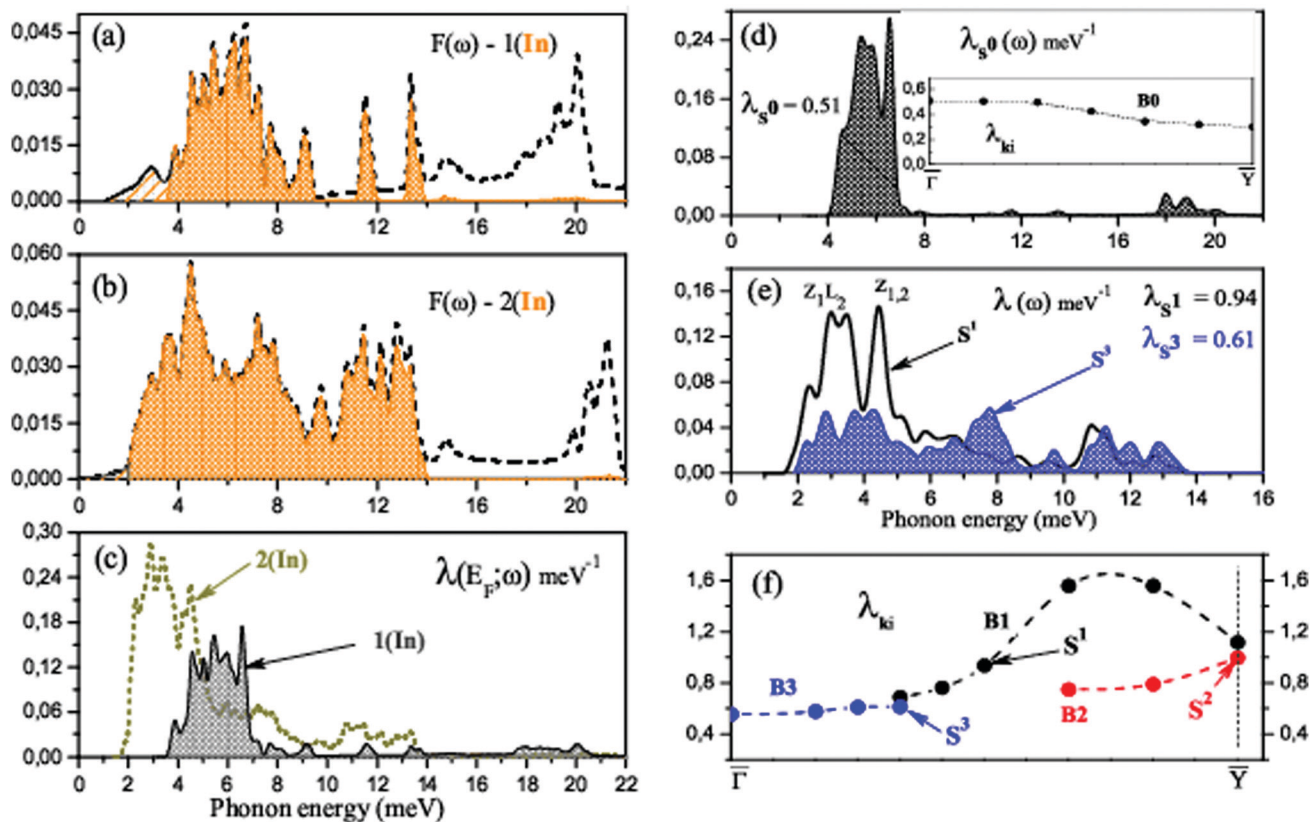 (a)
F(ω) - 1(In)
0,045
0,030
0,015
0,000
0 4 8 12 16 20
(b)
F(ω) - 2(In)
0,060
0,045
0,030
0,015
0,000
0 4 8 12 16 20
(c)
2(In)
λ(E_F;ω) meV⁻¹
1(In)
0,30
0,24
0,18
0,12
0,06
0,00
0 2 4 6 8 10 12 14 16 18 20 22
Phonon energy (meV)
(d)
λ_S⁰(ω) meV⁻¹
λ_S⁰ = 0.51
0,24
0,16
0,08
0,00
0 4 8 12 16 20
0,6
0,4
0,2
0,0
B0
λ_ki
Γ̅ Y̅
(e)
Z₁L₂
Z₁,₂
λ (ω) meV⁻¹
λ_S¹ = 0.94
λ_S³ = 0.61
S¹
S³
0,16
0,12
0,08
0,04
0,00
0 2 4 6 8 10 12 14 16
Phonon energy (meV)
(f)
λ_ki
B1
S¹
B3
S³
B2
S²
1,6
1,2
0,8
0,4
1,6
1,2
0,8
0,4
Γ̅ Y̅